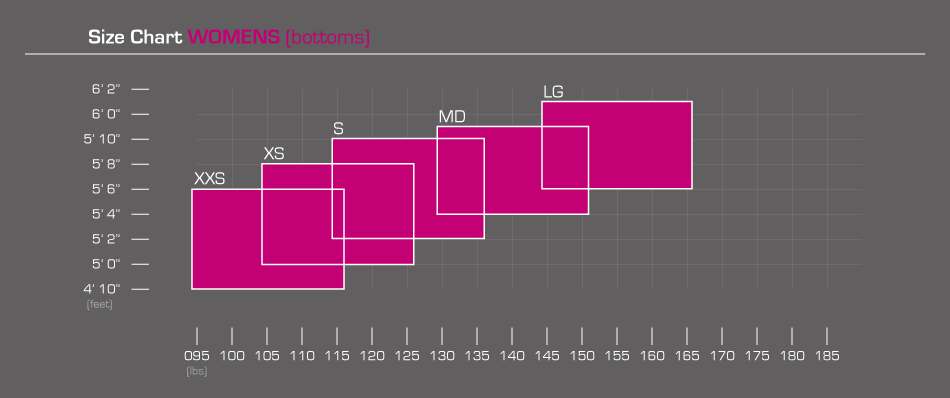 Size Chart WOMENS (bottoms)
6' 2"
6' 0"
5' 10"
5' 8"
5' 6"
5' 4"
5' 2"
5' 0"
4' 10"
(feet)
LG
MD
S
XS
XXS
095 100 105 110 115 120 125 130 135 140 145 150 155 160 165 170 175 180 185
(lbs)